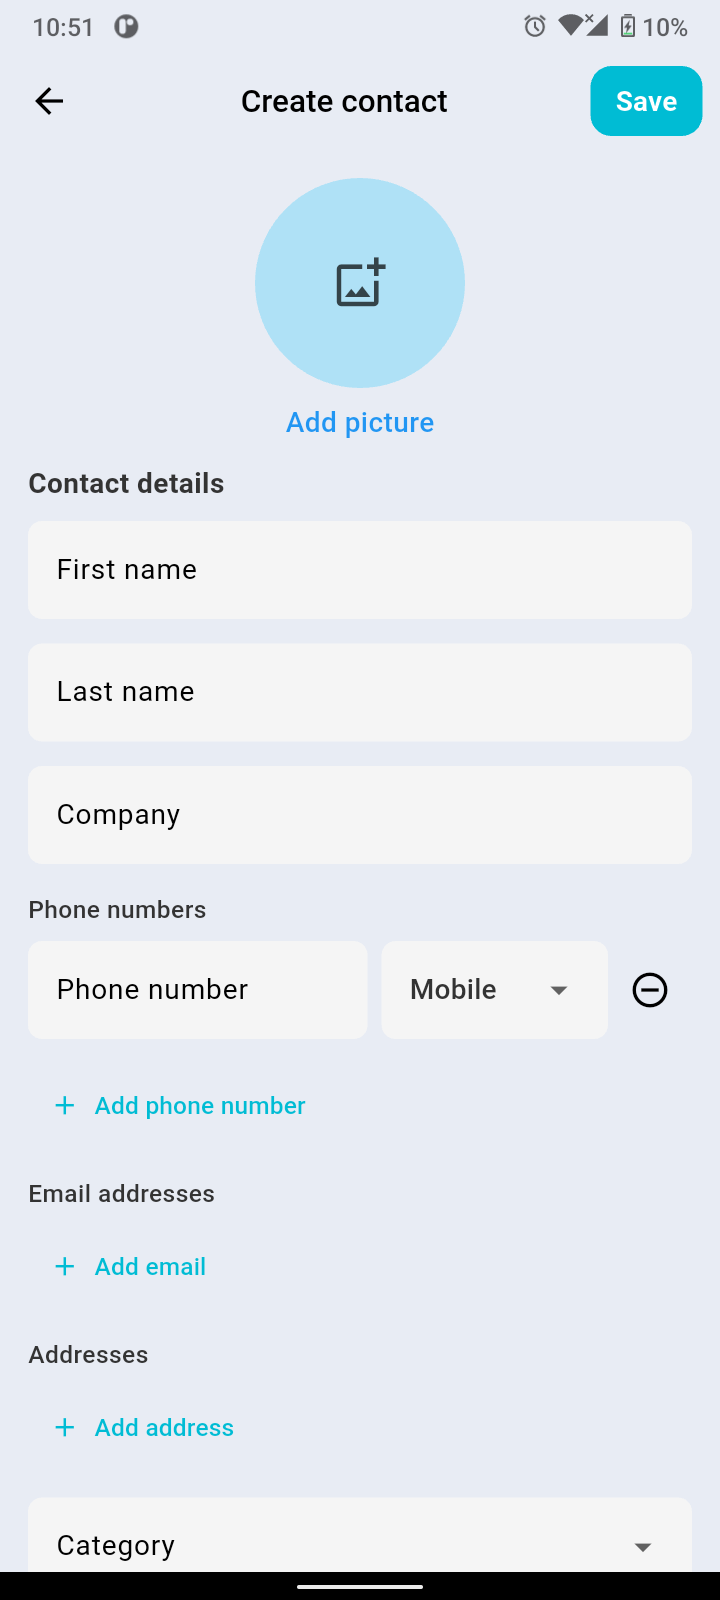 10:51
10%
Create contact
Save
Add picture
Contact details
First name
Last name
Company
Phone numbers
Phone number
Mobile
Add phone number
Email addresses
Add email
Addresses
Add address
Category